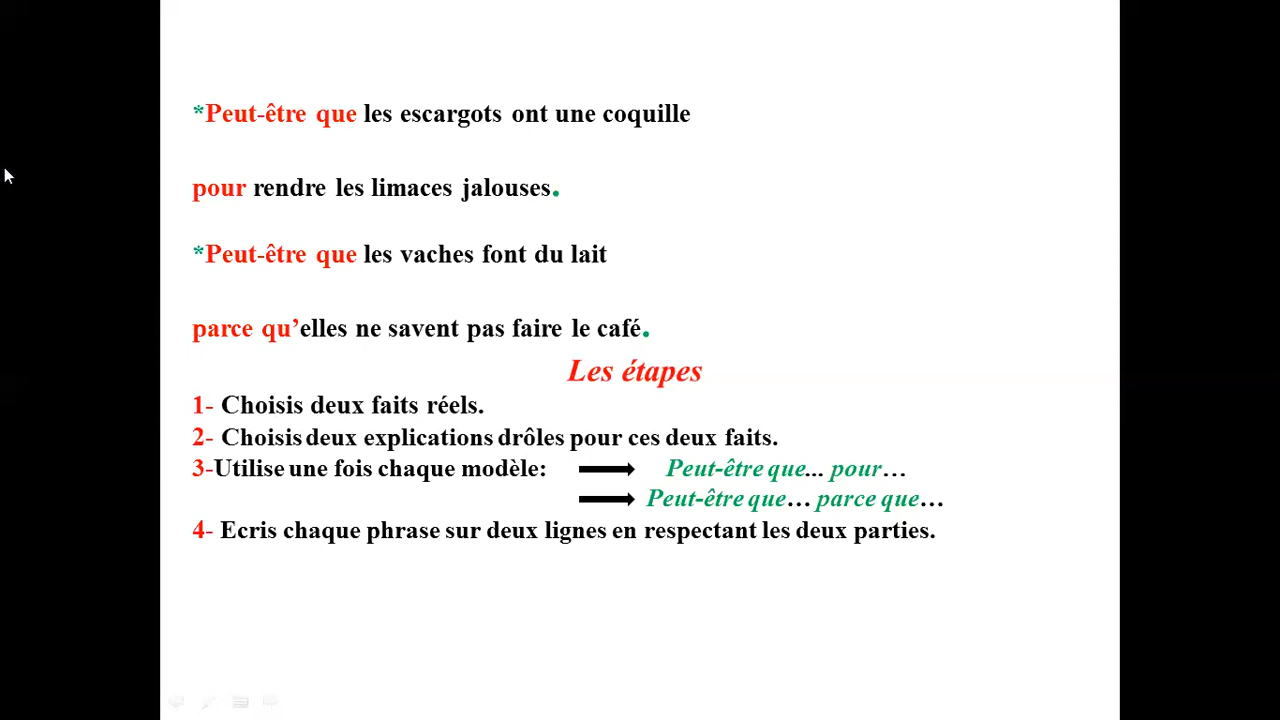 *Peut-être que les escargots ont une coquille
pour rendre les limaces jalouses.
*Peut-être que les vaches font du lait
parce qu’elles ne savent pas faire le café.
Les étapes
1- Choisis deux faits réels.
2- Choisis deux explications drôles pour ces deux faits.
3-Utilise une fois chaque modèle: Peut-être que... pour…
Peut-être que… parce que…
4- Ecris chaque phrase sur deux lignes en respectant les deux parties.